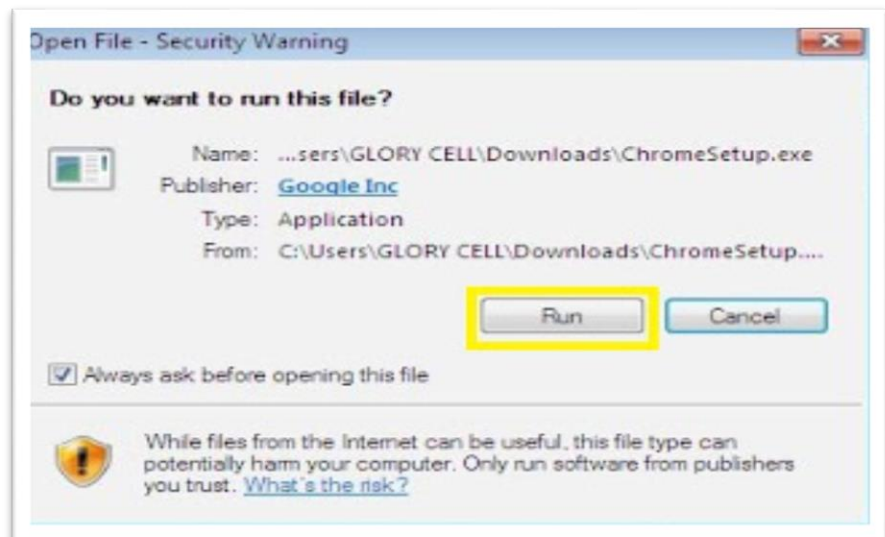 Open File - Security Warning
Do you want to run this file?
Name: ...sers\GLORY CELL\Downloads\ChromeSetup.exe
Publisher: Google Inc
Type: Application
From: C:\Users\GLORY CELL\Downloads\ChromeSetup....
Run Cancel
Always ask before opening this file
While files from the Internet can be useful, this file type can
potentially harm your computer. Only run software from publishers
you trust. What's the risk?